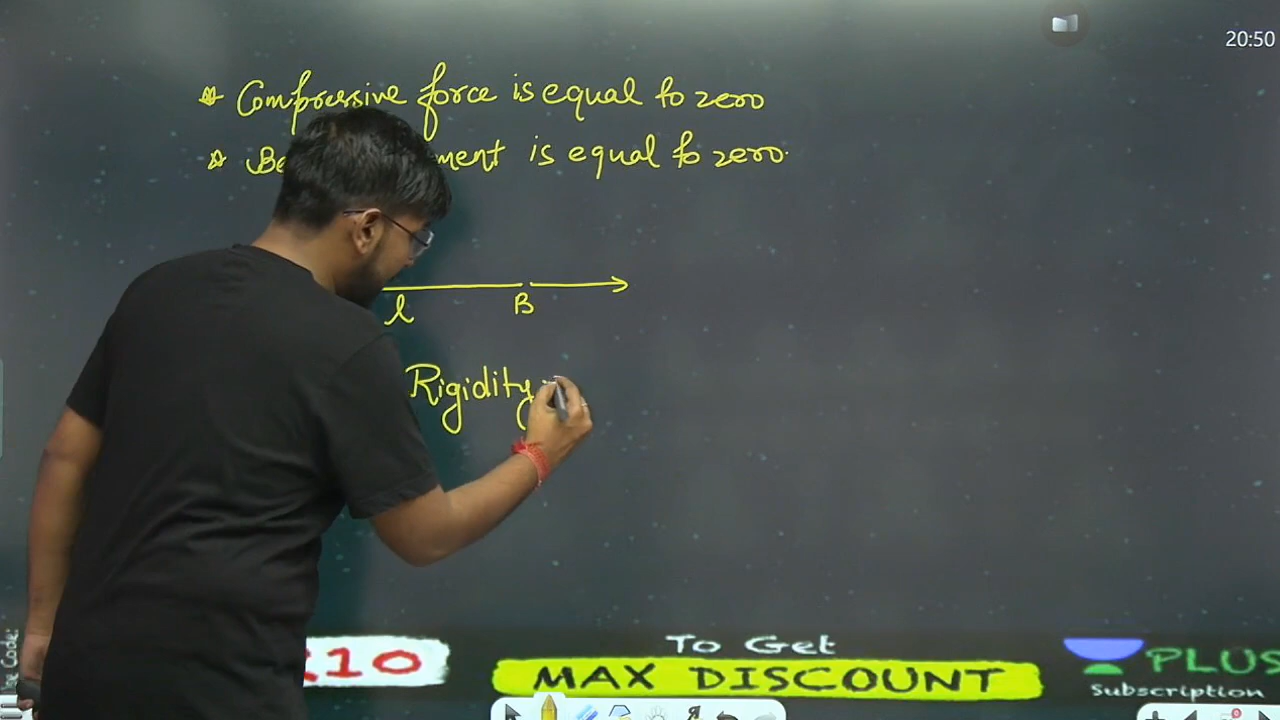 20:50
* Compressive force is equal to zero
* Be ment is equal to zero.
l B
Rigidity
10
To Get
MAX DISCOUNT
PLUS
Subscription
Code: